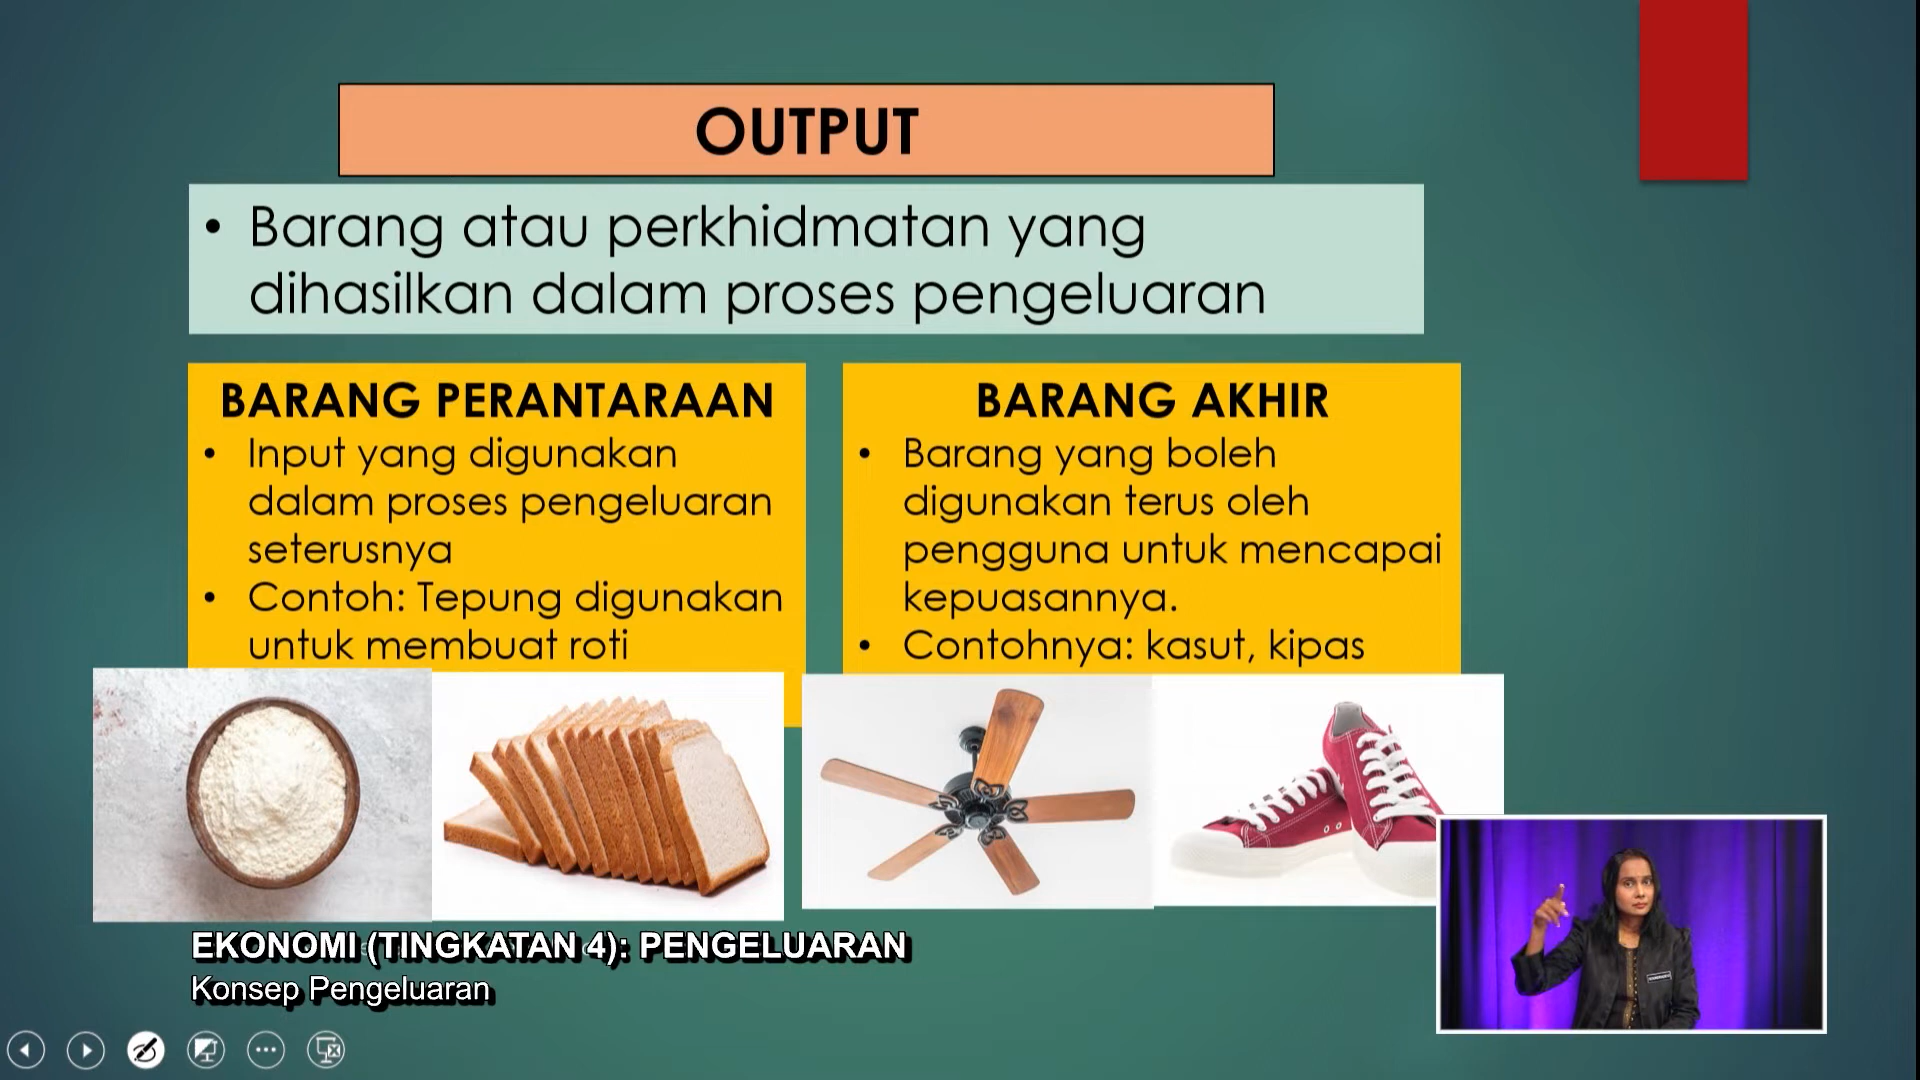 OUTPUT
• Barang atau perkhidmatan yang
dihasilkan dalam proses pengeluaran
BARANG PERANTARAAN
• Input yang digunakan
dalam proses pengeluaran
seterusnya
• Contoh: Tepung digunakan
untuk membuat roti
BARANG AKHIR
• Barang yang boleh
digunakan terus oleh
pengguna untuk mencapai
kepuasannya.
• Contohnya: kasut, kipas
EKONOMI (TINGKATAN 4): PENGELUARAN
Konsep Pengeluaran